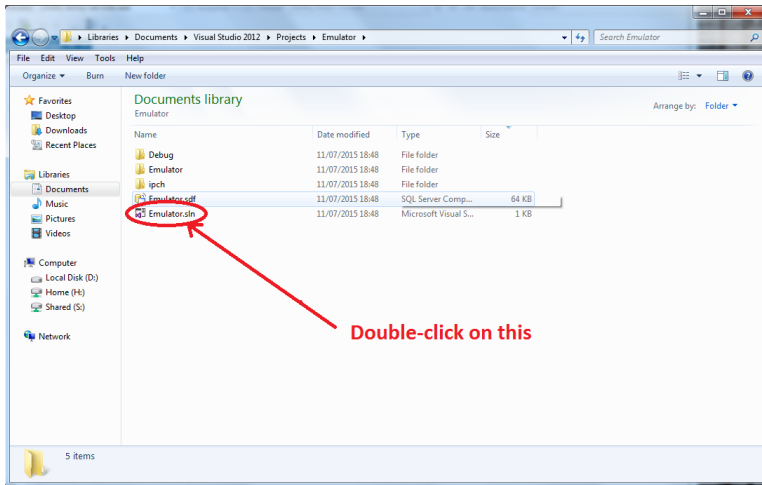 Libraries Documents Visual Studio 2012 Projects Emulator
Search Emulator
File Edit View Tools Help
Organize Burn New folder
Favorites
Desktop
Downloads
Recent Places
Libraries
Documents
Music
Pictures
Videos
Computer
Local Disk (D:)
Home (H:)
Shared (S:)
Network
Documents library
Emulator
Arrange by: Folder
Name Date modified Type Size
Debug 11/07/2015 18:48 File folder
Emulator 11/07/2015 18:48 File folder
ipch 11/07/2015 18:48 File folder
Emulator.sdf 11/07/2015 18:48 SQL Server Comp... 64 KB
Emulator.sln 11/07/2015 18:48 Microsoft Visual S... 1 KB
Double-click on this
5 items